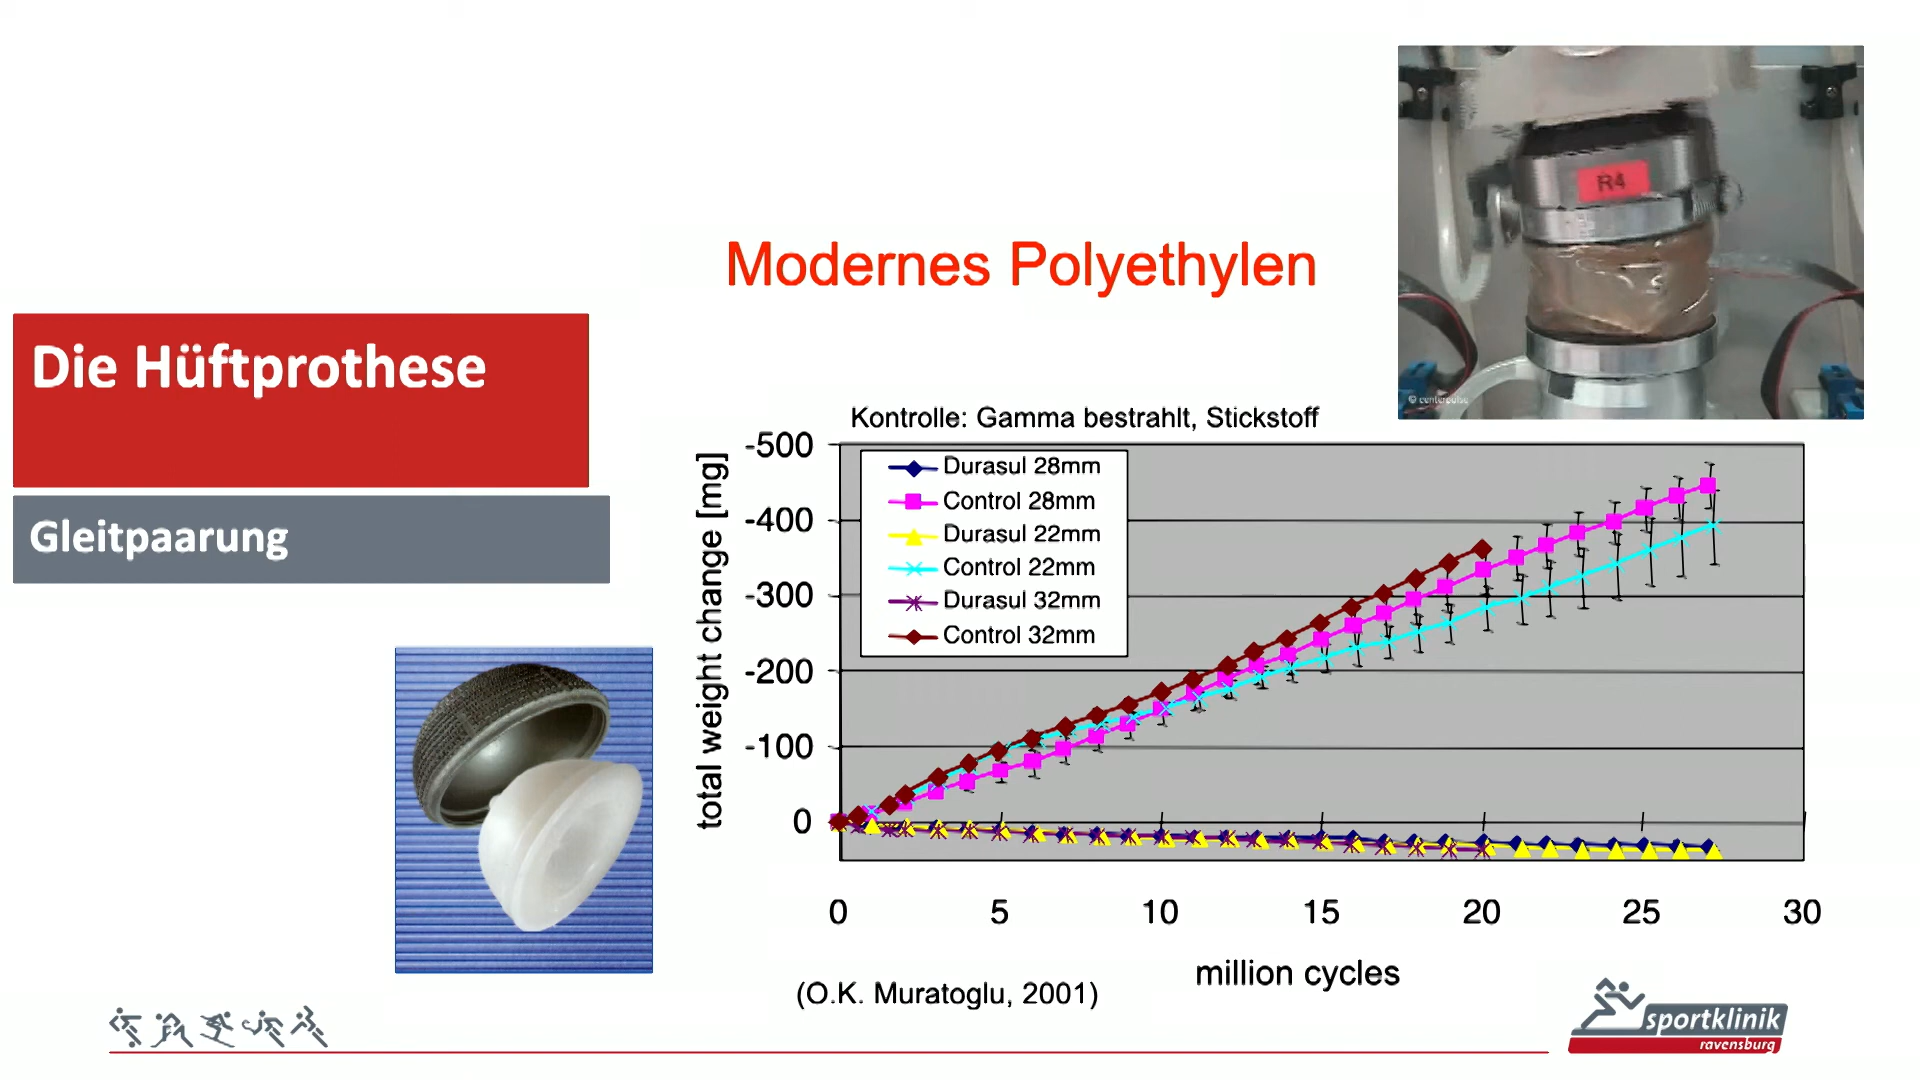 Modernes Polyethylen
R4
© centerpulse
Die Hüftprothese
Gleitpaarung
Kontrolle: Gamma bestrahlt, Stickstoff
total weight change [mg]
-500
-400
-300
-200
-100
0
Durasul 28mm
Control 28mm
Durasul 22mm
Control 22mm
Durasul 32mm
Control 32mm
0 5 10 15 20 25 30
million cycles
(O.K. Muratoglu, 2001)
sportklinik
ravensburg